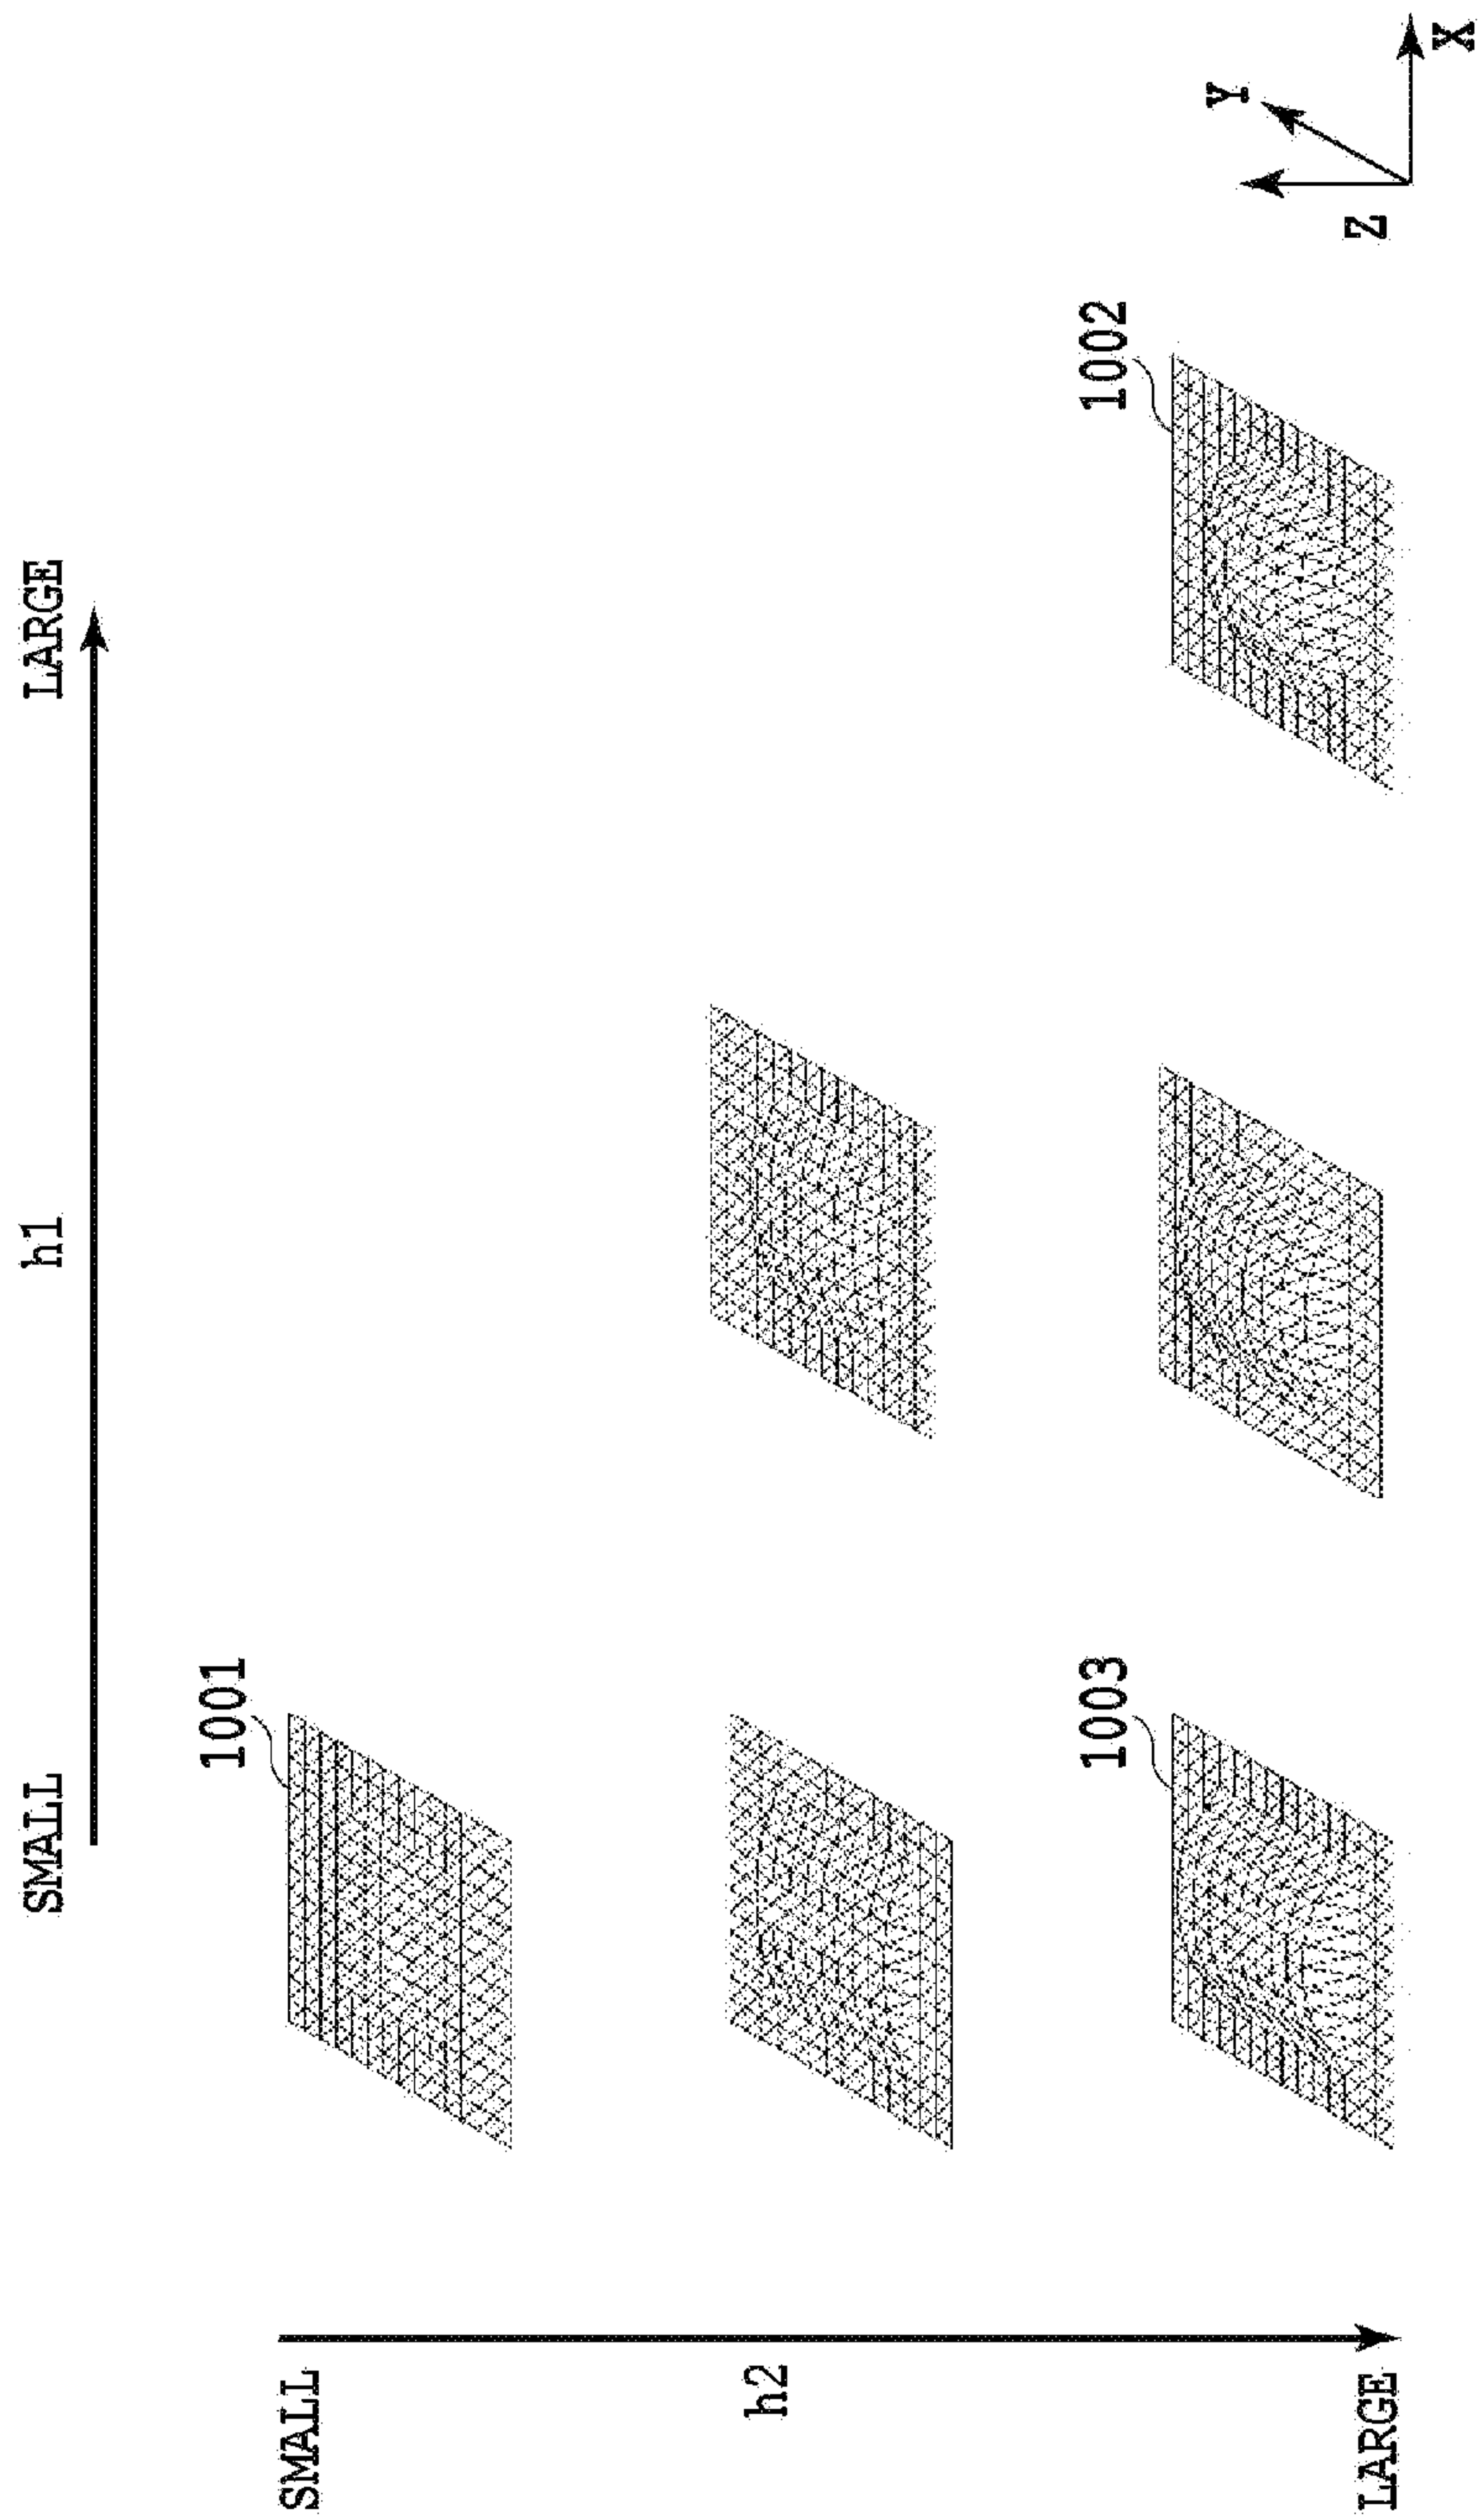 SMALL h1 LARGE
1001
SMALL
h2
1003
1002
LARGE
Y
Z
X